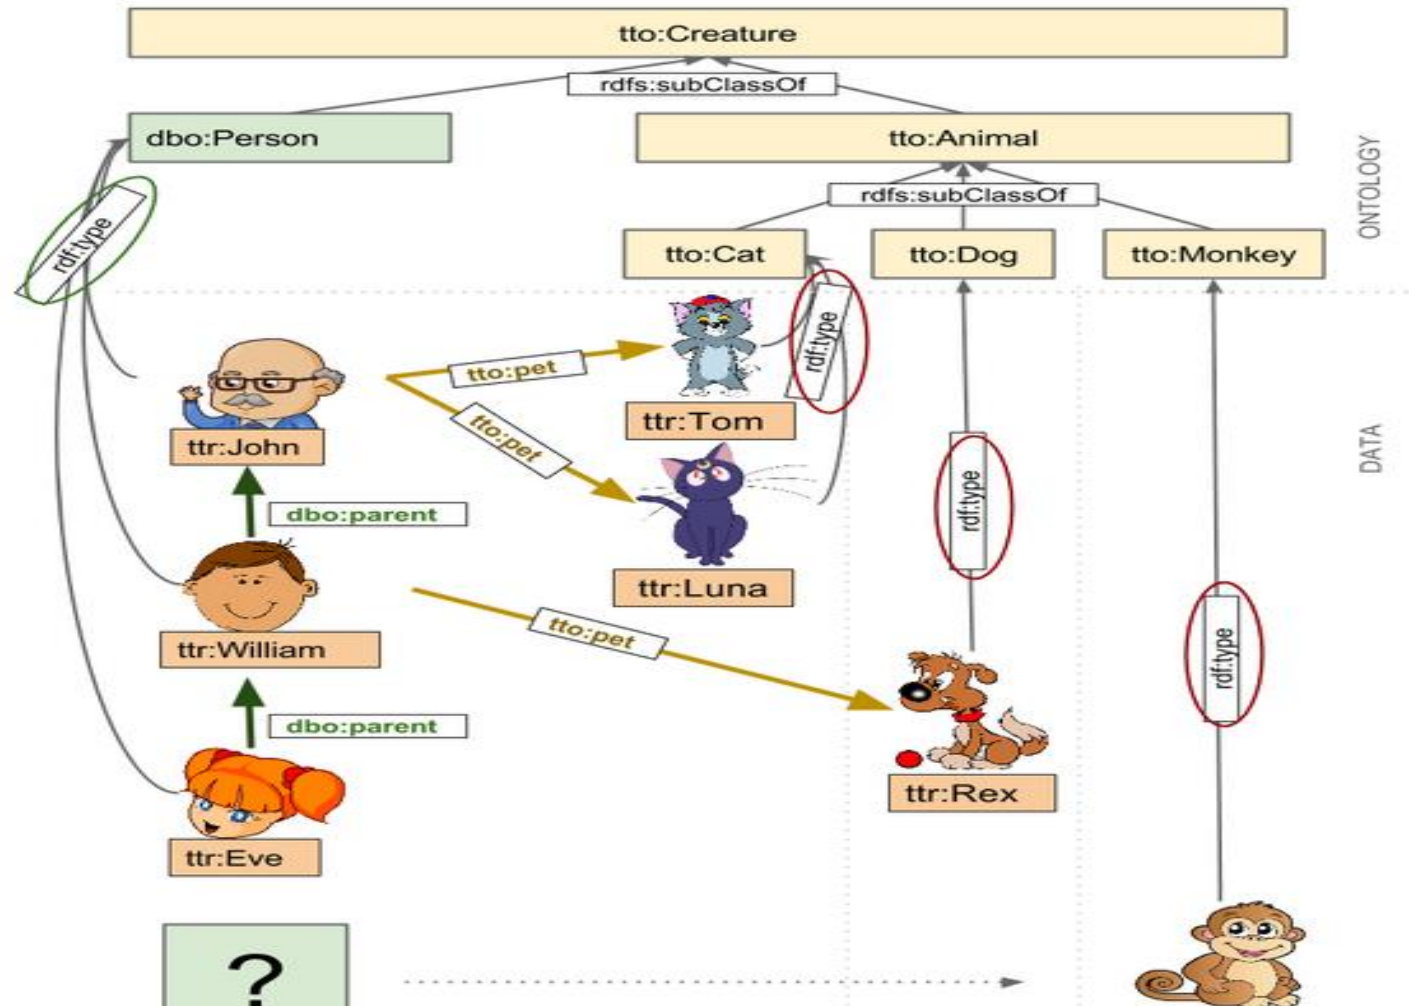 tto:Creature
rdfs:subClassOf
dbo:Person
tto:Animal
ONTOLOGY
rdfs:subClassOf
rdf:type
tto:Cat
tto:Dog
tto:Monkey
rdf:type
tto:pet
tto:pet
ttr:Tom
ttr:John
DATA
rdf:type
dbo:parent
ttr:Luna
tto:pet
ttr:William
rdf:type
dbo:parent
ttr:Rex
ttr:Eve
?